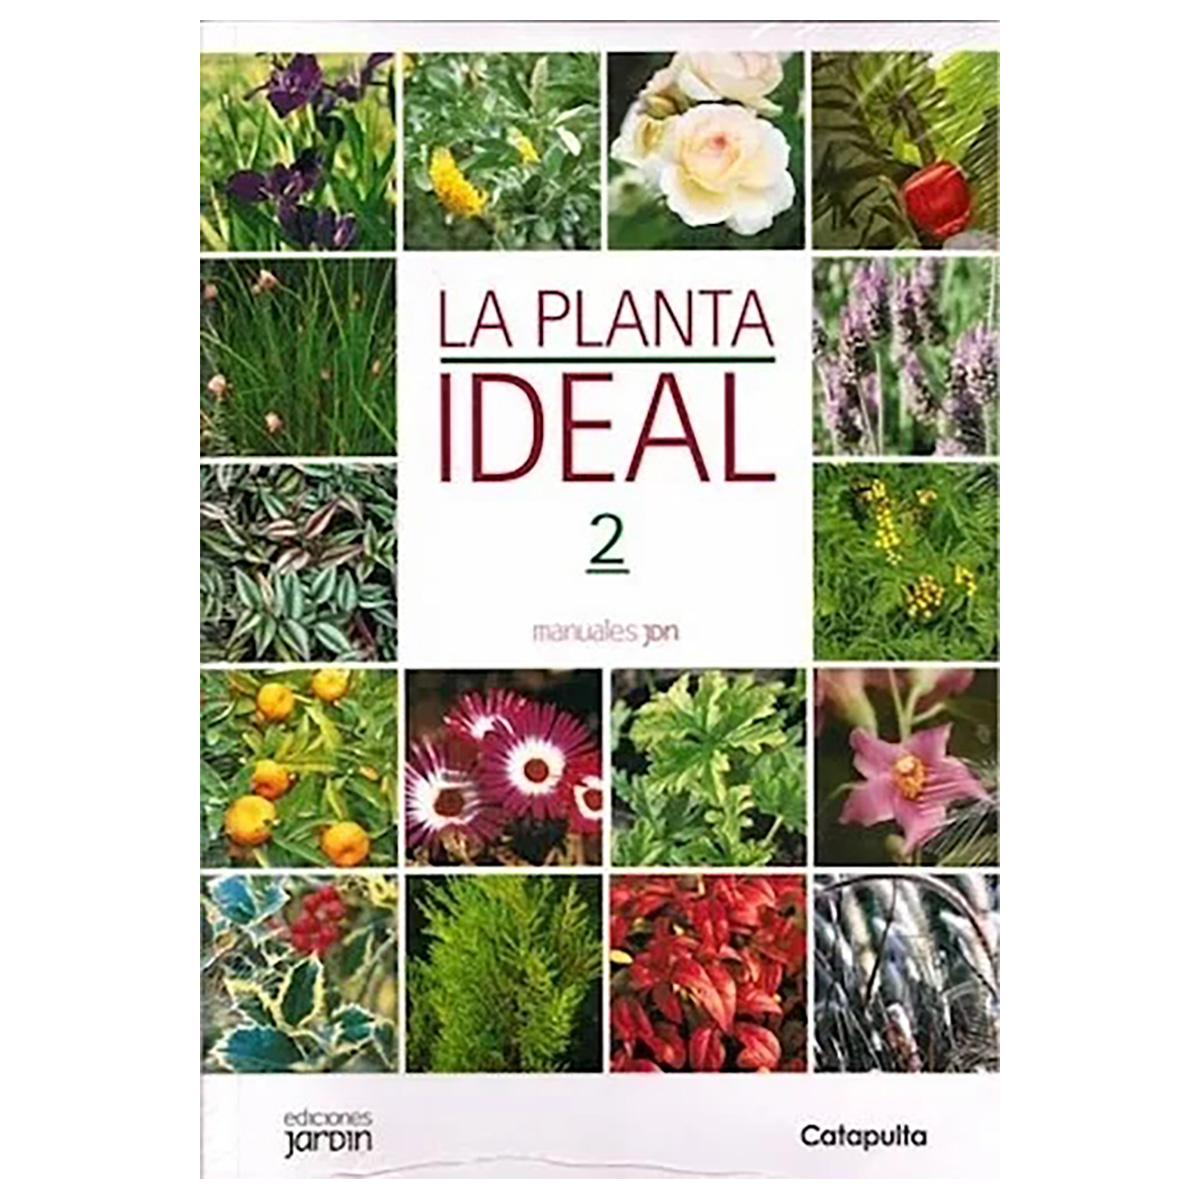 LA PLANTA
IDEAL
2
manuales JDN
ediciones
JARDIN
Catapulta